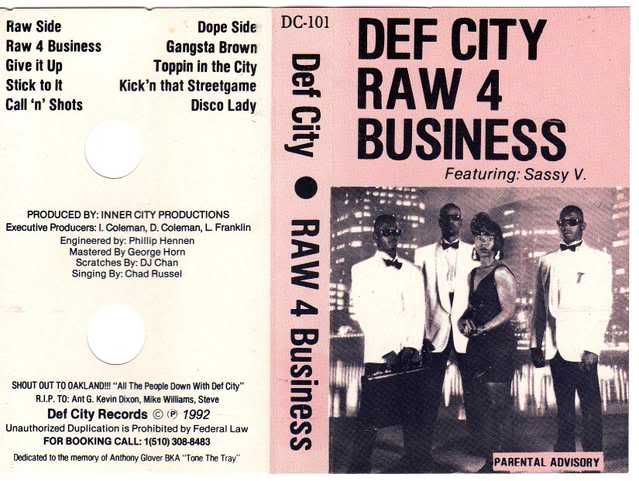 Raw Side
Raw 4 Business
Give it Up
Stick to It
Call 'n' Shots
Dope Side
Gangsta Brown
Toppin in the City
Kick'n that Streetgame
Disco Lady
PRODUCED BY: INNER CITY PRODUCTIONS
Executive Producers: I. Coleman, D. Coleman, L. Franklin
Engineered by: Phillip Hennen
Mastered By George Horn
Scratches By: DJ Chan
Singing By: Chad Russel
SHOUT OUT TO OAKLAND!!! "All The People Down With Def City"
R.I.P. TO: Ant G. Kevin Dixon, Mike Williams, Steve
Def City Records © ℗ 1992
Unauthorized Duplication is Prohibited by Federal Law
FOR BOOKING CALL: 1(510) 308-8483
Dedicated to the memory of Anthony Glover BKA "Tone The Tray"
DC-101
Def City ● RAW 4 Business
DEF CITY
RAW 4
BUSINESS
Featuring: Sassy V.
T
PARENTAL ADVISORY